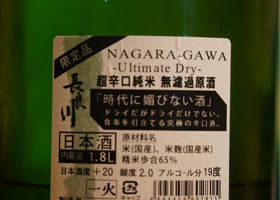 限定品
長良川
NAGARA-GAWA
-Ultimate Dry-
超辛口純米 無濾過原酒
「時代に媚びない酒」
ドライだがドライだけでない。
食事を引立てる究極の辛口酒。
日本酒
内容量 1.8L
原材料名
米(国産)、米麹(国産米)
精米歩合65%
日本酒度 +20 酸度 2.0 アルコール分 19度
一火